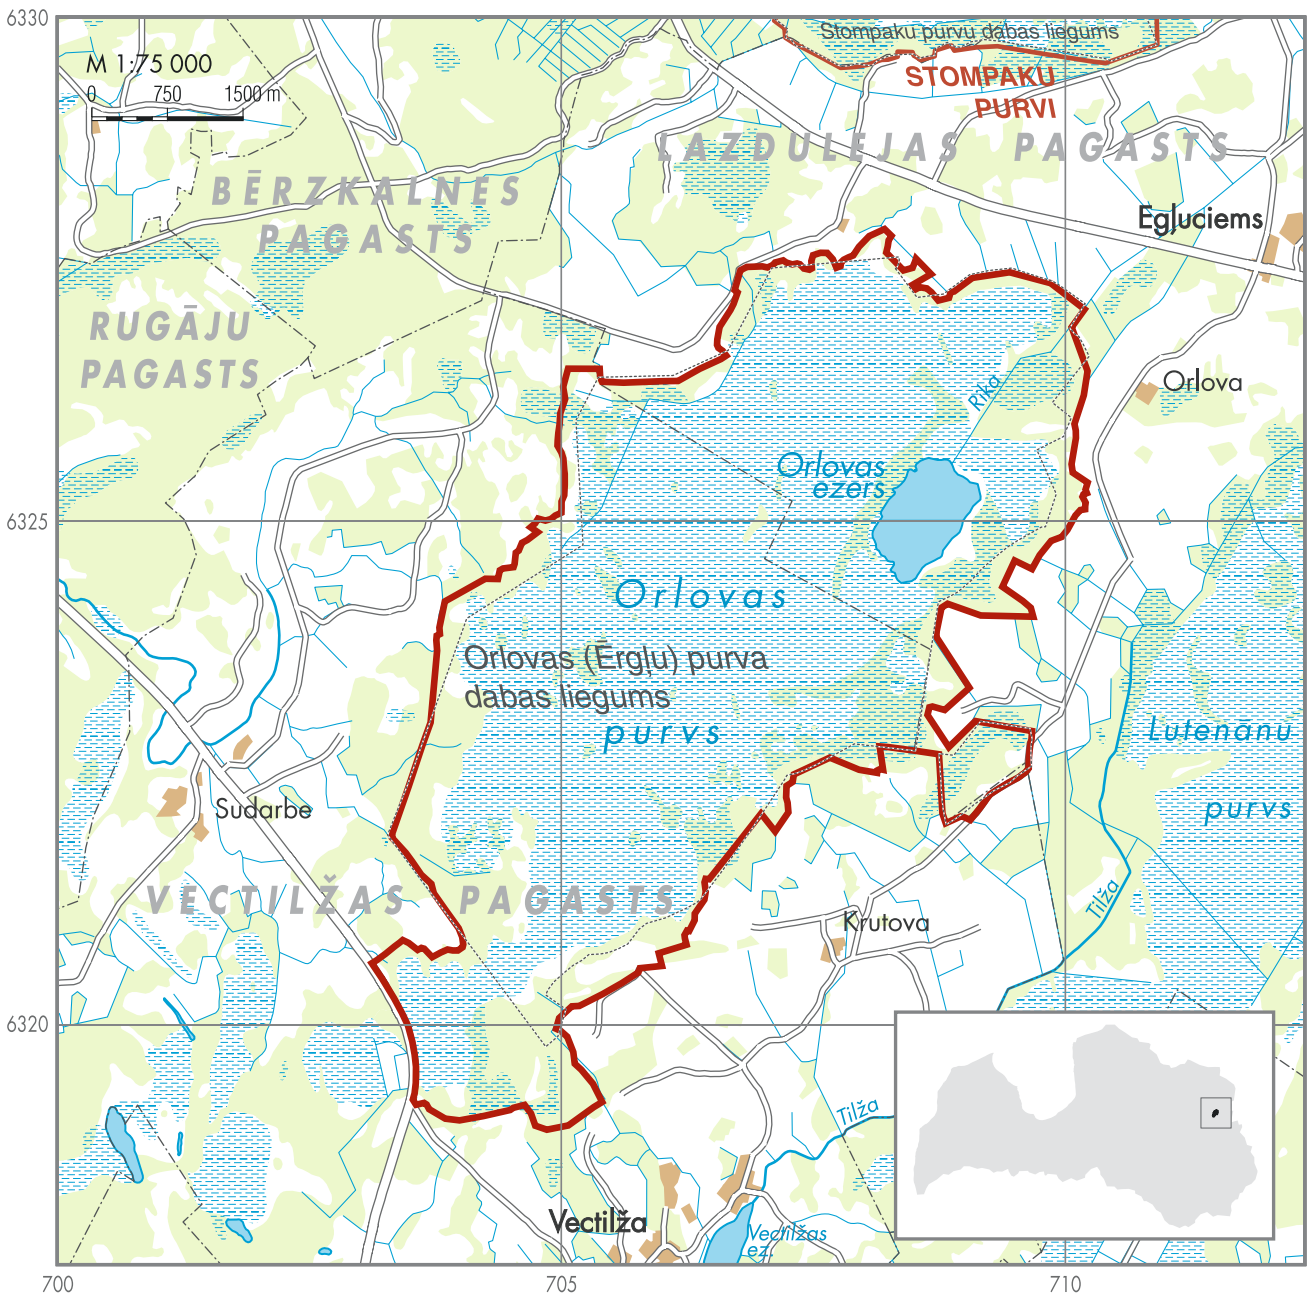 6330
Stompaku purvu dabas liegums
M 1:75 000
STOMPAKU
PURVI
0 750 1500 m
LAZDULEJAS PAGASTS
BĒRZKALNES
PAGASTS
Egļuciems
RUGĀJU
PAGASTS
Orlova
Rika
Orlovas
ezers
6325
Orlovas
Orlovas (Ērgļu) purva
dabas liegums
purvs
Lutenānu
purvs
Sudarbe
VECTILŽAS PAGASTS
Tilža
Krutova
6320
Tilža
Vectilža
Vectilžas
ez.
700 705 710